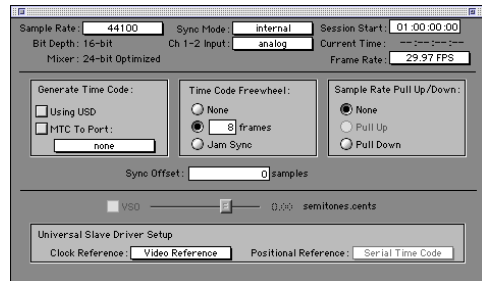 Sample Rate: 44100 Sync Mode: internal Session Start: 01:00:00:00
Bit Depth: 16-bit Ch 1-2 Input: analog Current Time: --:--:--:--
Mixer: 24-bit Optimized Frame Rate: 29.97 FPS
Generate Time Code:
Using USD
MTC To Port:
none
Time Code Freewheel:
None
8 frames
Jam Sync
Sample Rate Pull Up/Down:
None
Pull Up
Pull Down
Sync Offset: 0 samples
VSO 0.00 semitones.cents
Universal Slave Driver Setup
Clock Reference: Video Reference Positional Reference: Serial Time Code